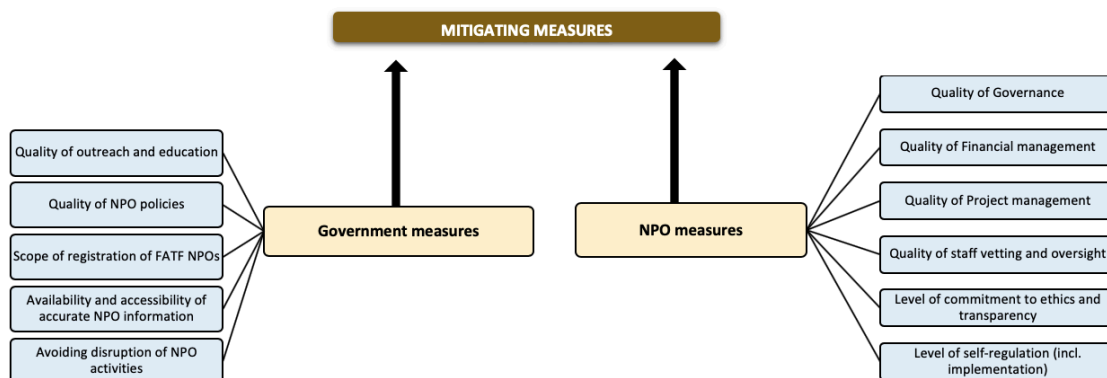 MITIGATING MEASURES
Quality of outreach and education
Quality of NPO policies
Scope of registration of FATF NPOs
Availability and accessibility of
accurate NPO information
Avoiding disruption of NPO
activities
Government measures
NPO measures
Quality of Governance
Quality of Financial management
Quality of Project management
Quality of staff vetting and oversight
Level of commitment to ethics and
transparency
Level of self-regulation (incl.
implementation)